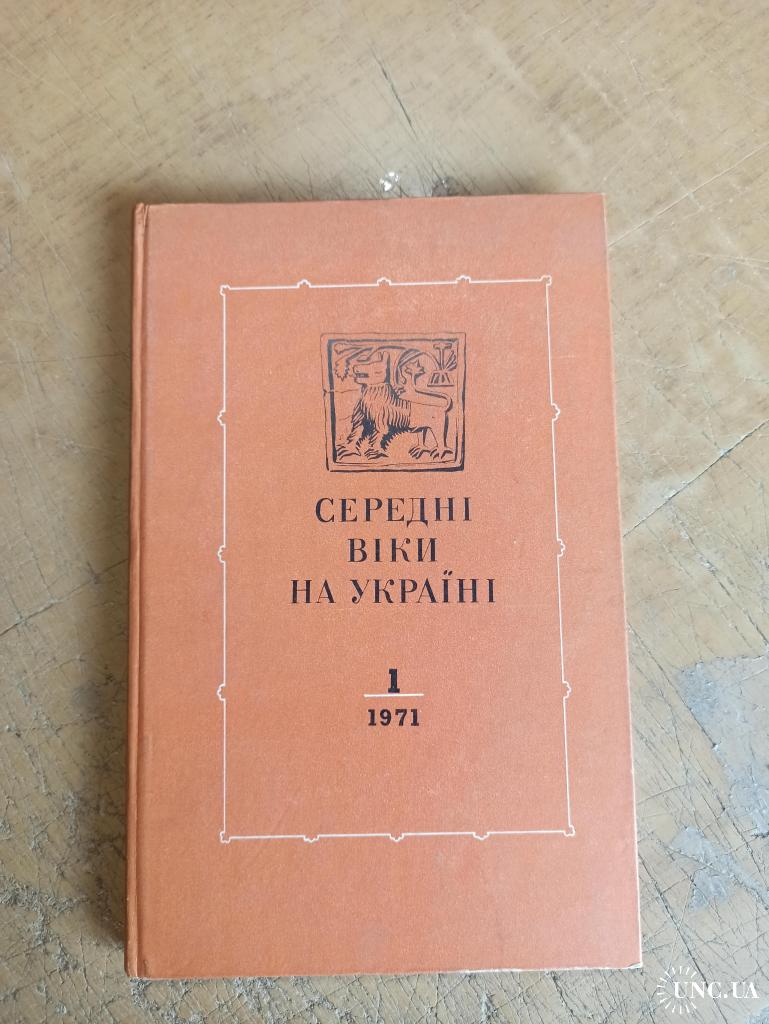 СЕРЕДНІ
ВІКИ
НА УКРАЇНІ
1
1971
UNC.UA